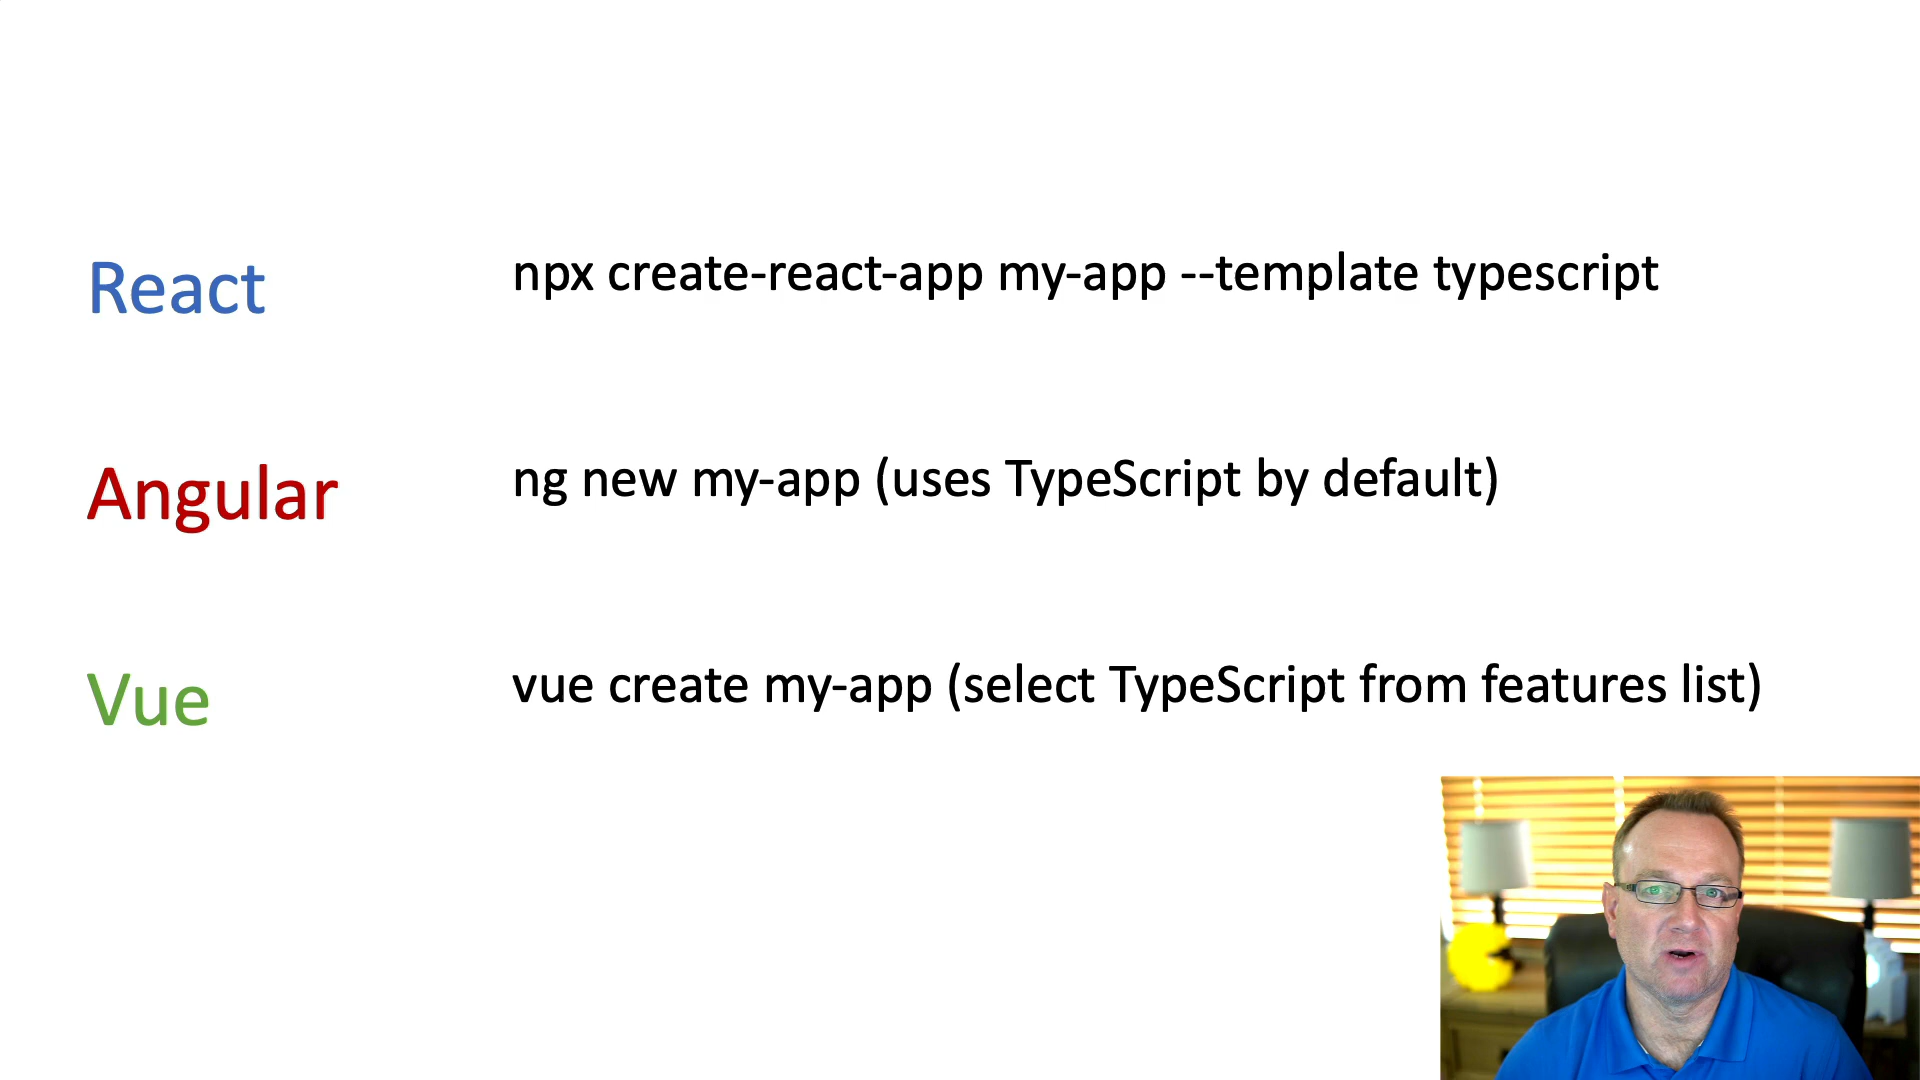 React
npx create-react-app my-app --template typescript
Angular
ng new my-app (uses TypeScript by default)
Vue
vue create my-app (select TypeScript from features list)